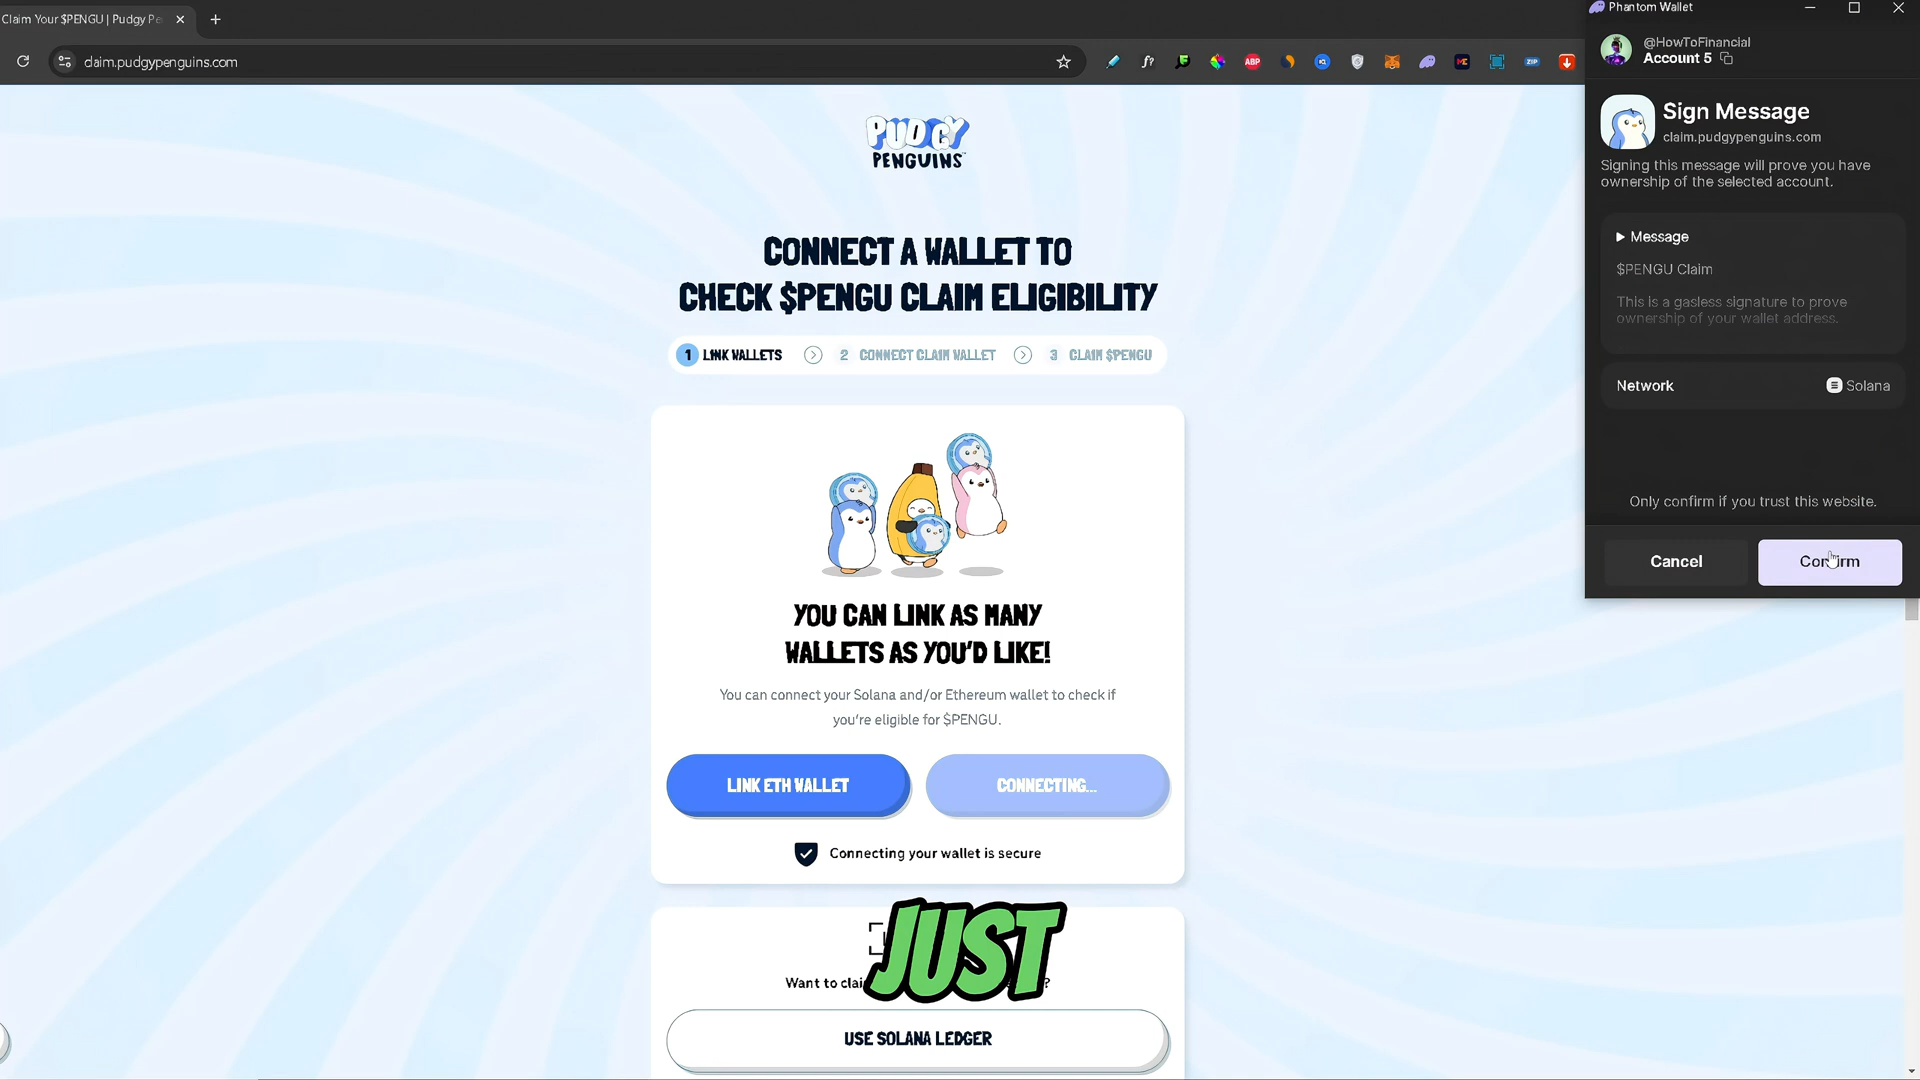 Claim Your $PENGU | Pudgy Pe
claim.pudgypenguins.com
Phantom Wallet
@HowToFinancial
Account 5
Sign Message
claim.pudgypenguins.com
Signing this message will prove you have
ownership of the selected account.
Message
$PENGU Claim
This is a gasless signature to prove
ownership of your wallet address.
Network
Solana
Only confirm if you trust this website.
Cancel
Confirm
PUDGY
PENGUINS
CONNECT A WALLET TO
CHECK $PENGU CLAIM ELIGIBILITY
1 LINK WALLETS
2 CONNECT CLAIM WALLET
3 CLAIM $PENGU
YOU CAN LINK AS MANY
WALLETS AS YOU'D LIKE!
You can connect your Solana and/or Ethereum wallet to check if
you're eligible for $PENGU.
LINK ETH WALLET
CONNECTING...
Connecting your wallet is secure
JUST
Want to clai
?
USE SOLANA LEDGER